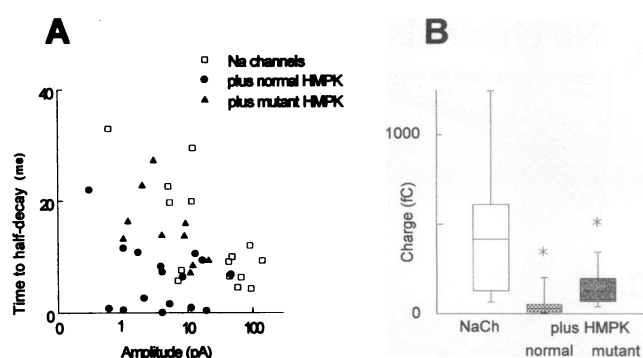 A
□ Na channels
● plus normal HMPK
▲ plus mutant HMPK
40
20
0
Time to half-decay (ms)
0 1 10 100
Amplitude (pA)
B
1000
0
Charge (fC)
* *
NaCh plus HMPK
normal mutant